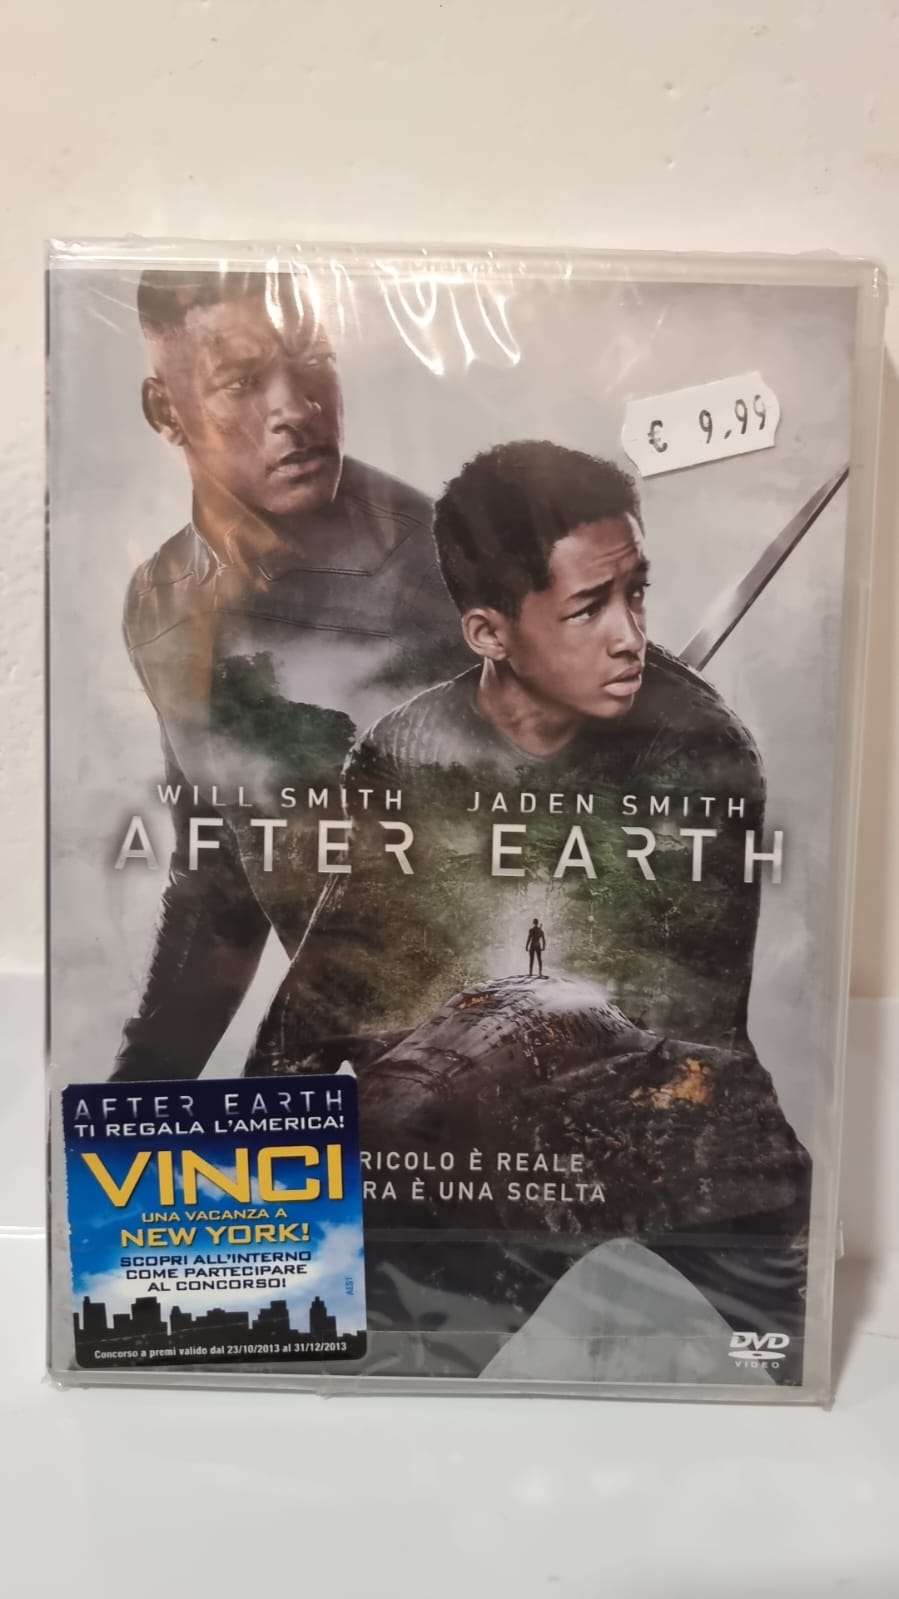 € 9.99
WILL SMITH JADEN SMITH
AFTER EARTH
RICOLO È REALE
RA È UNA SCELTA
AFTER EARTH
TI REGALA L'AMERICA!
VINCI
UNA VACANZA A
NEW YORK!
SCOPRI ALL'INTERNO
COME PARTECIPARE
AL CONCORSO!
AES1
Concorso a premi valido dal 23/10/2013 al 31/12/2013
DVD
VIDEO